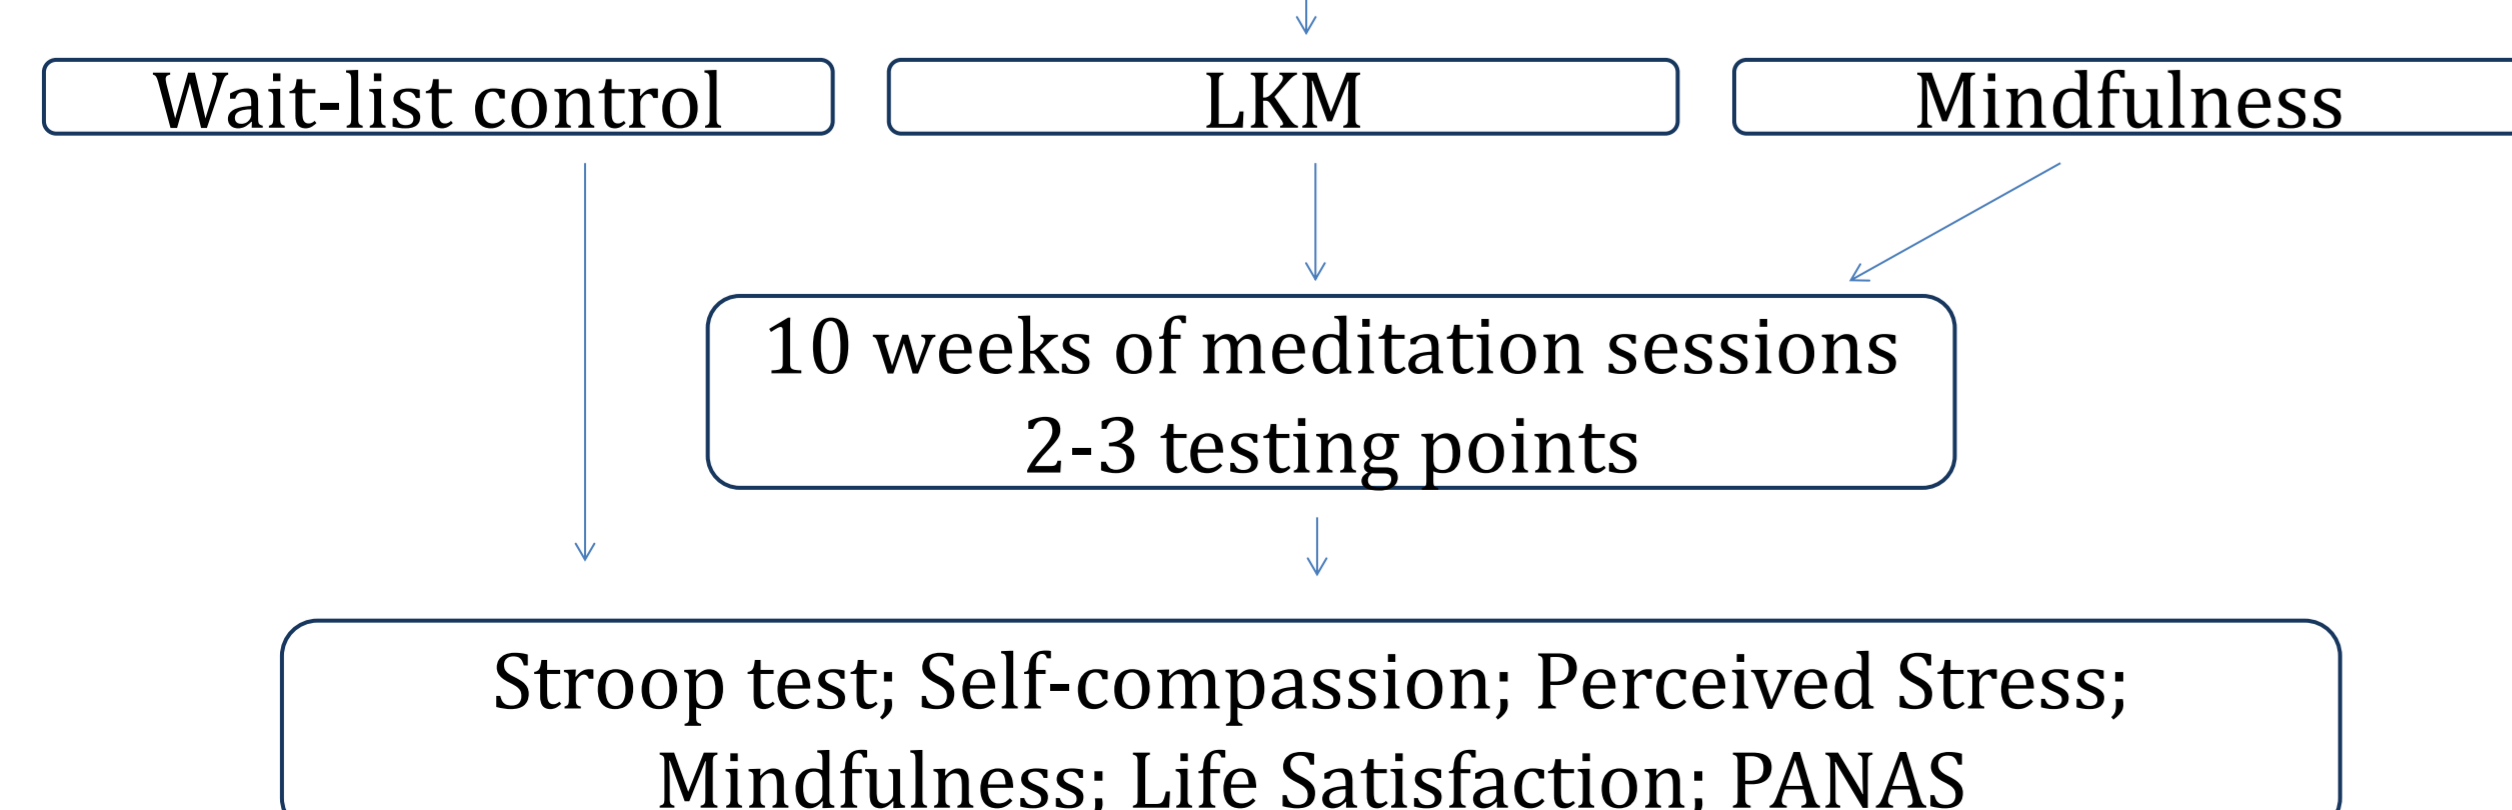 Wait-list control
LKM
Mindfulness
10 weeks of meditation sessions
2-3 testing points
Stroop test; Self-compassion; Perceived Stress;
Mindfulness; Life Satisfaction; PANAS